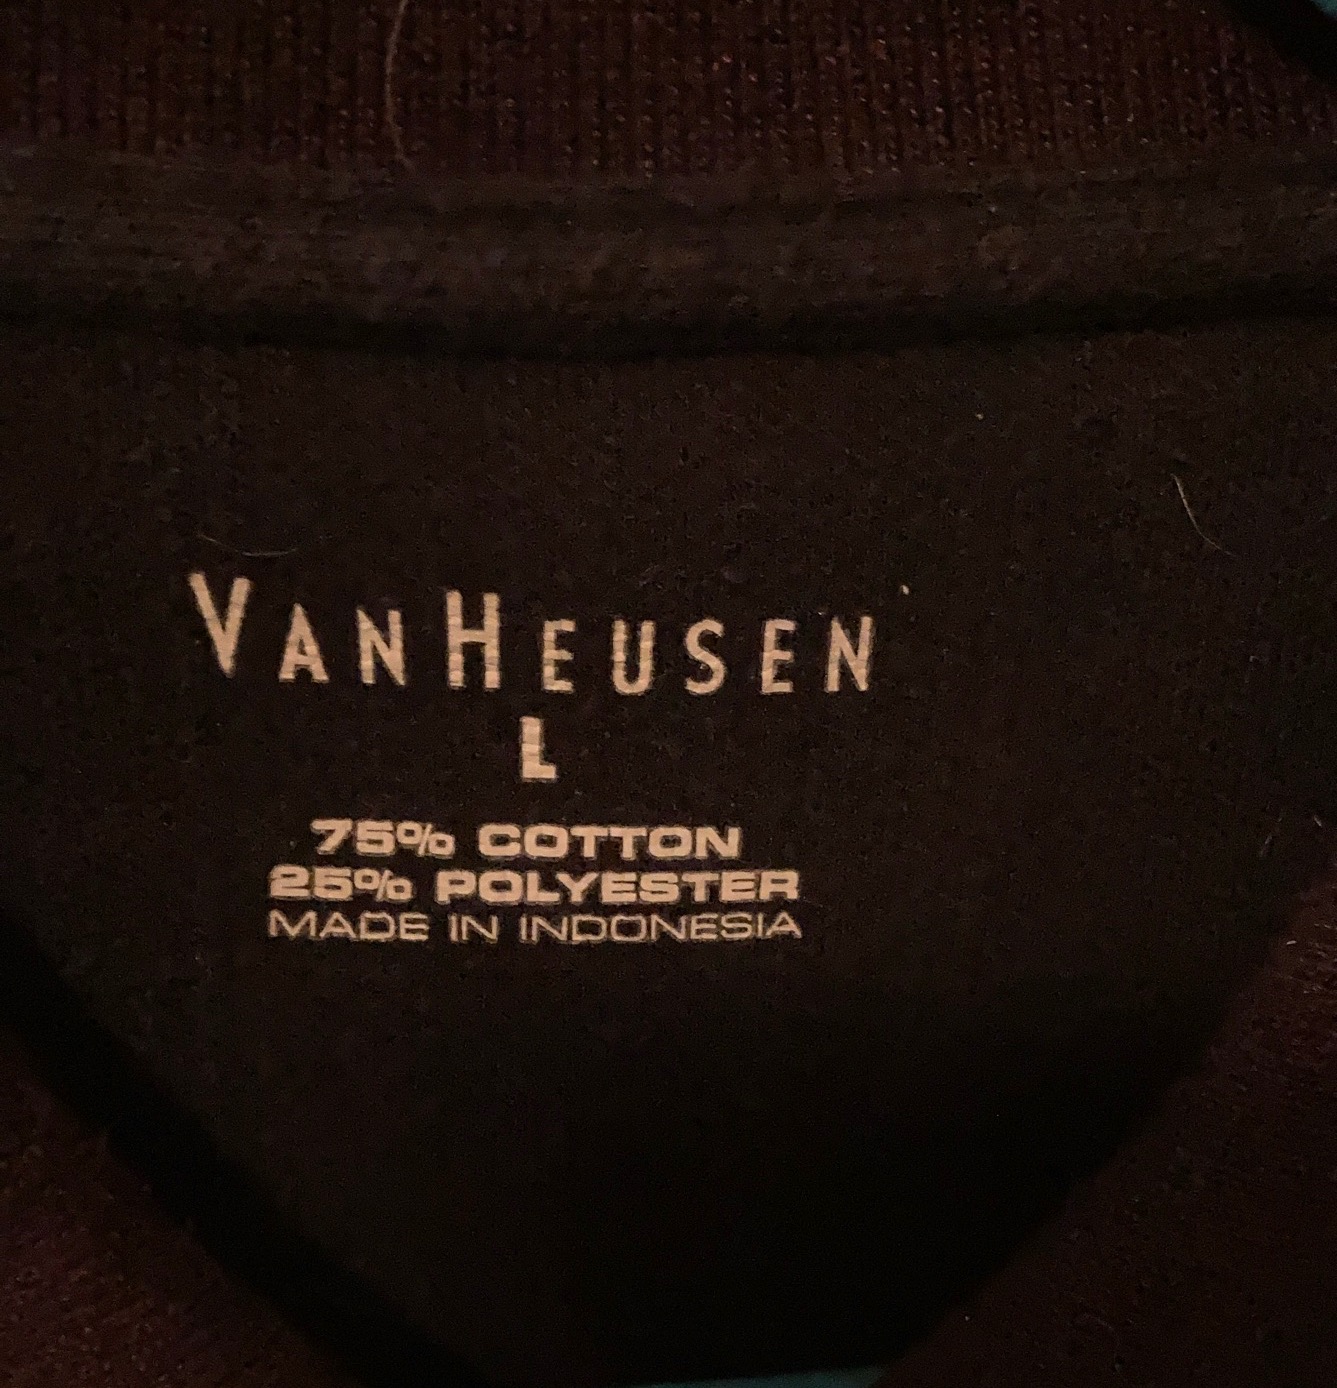 VANHEUSEN
L
75% COTTON
25% POLYESTER
MADE IN INDONESIA